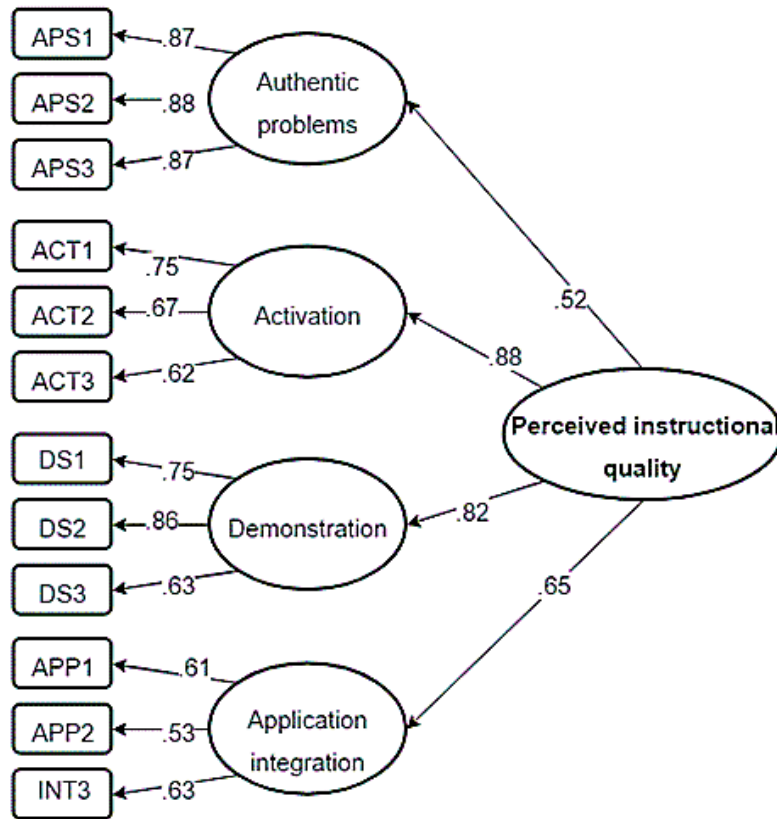 APS1
.87
APS2
.88
APS3
.87
Authentic
problems
ACT1
.75
ACT2
.67
ACT3
.62
Activation
.52
.88
Perceived instructional
quality
DS1
.75
DS2
.86
DS3
.63
Demonstration
.82
.65
APP1
.61
APP2
.53
INT3
.63
Application
integration